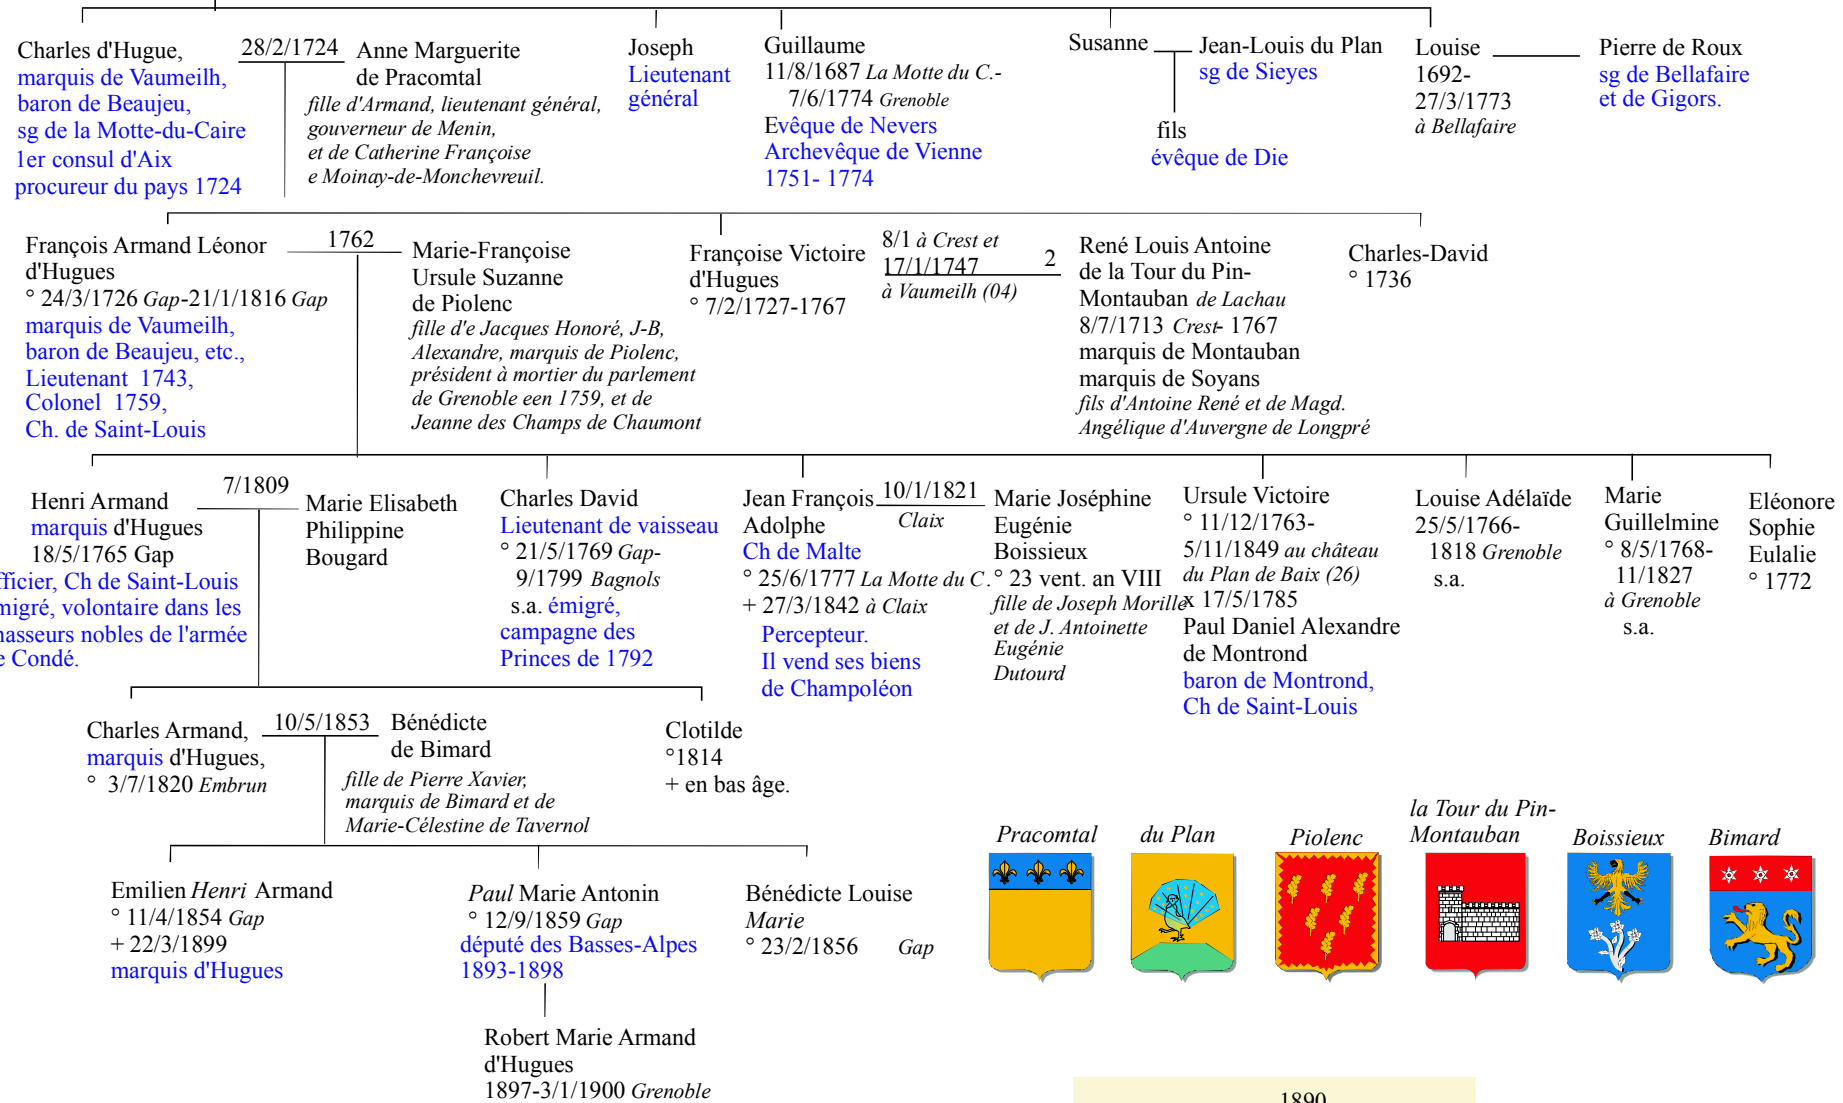 Charles d'Hugue,
marquis de Vaumeilh,
baron de Beaujeu,
sg de la Motte-du-Caire
1er consul d'Aix
procureur du pays 1724
28/2/1724
Anne Marguerite
de Pracomtal
fille d'Armand, lieutenant général,
gouverneur de Menin,
et de Catherine Françoise
e Moinay-de-Monchevreuil.
Joseph
Lieutenant
général
Guillaume
11/8/1687 La Motte du C.-
7/6/1774 Grenoble
Evêque de Nevers
Archevêque de Vienne
1751- 1774
Susanne
Jean-Louis du Plan
sg de Sieyes
fils
évêque de Die
Louise
1692-
27/3/1773
à Bellafaire
Pierre de Roux
sg de Bellafaire
et de Gigors.
François Armand Léonor
d'Hugues
° 24/3/1726 Gap-21/1/1816 Gap
marquis de Vaumeilh,
baron de Beaujeu, etc.,
Lieutenant 1743,
Colonel 1759,
Ch. de Saint-Louis
1762
Marie-Françoise
Ursule Suzanne
de Piolenc
fille d'e Jacques Honoré, J-B,
Alexandre, marquis de Piolenc,
président à mortier du parlement
de Grenoble een 1759, et de
Jeanne des Champs de Chaumont
Françoise Victoire
d'Hugues
° 7/2/1727-1767
8/1 à Crest et
17/1/1747
à Vaumeilh (04)
2
René Louis Antoine
de la Tour du Pin-
Montauban de Lachau
8/7/1713 Crest- 1767
marquis de Montauban
marquis de Soyans
fils d'Antoine René et de Magd.
Angélique d'Auvergne de Longpré
Charles-David
° 1736
Henri Armand
marquis d'Hugues
18/5/1765 Gap
fficier, Ch de Saint-Louis
migré, volontaire dans les
hasseurs nobles de l'armée
e Condé.
7/1809
Marie Elisabeth
Philippine
Bougard
Charles David
Lieutenant de vaisseau
° 21/5/1769 Gap-
9/1799 Bagnols
s.a. émigré,
campagne des
Princes de 1792
Jean François
Adolphe
Ch de Malte
° 25/6/1777 La Motte du C.
+ 27/3/1842 à Claix
Percepteur.
Il vend ses biens
de Champoléon
10/1/1821
Claix
Marie Joséphine
Eugénie
Boissieux
° 23 vent. an VIII
fille de Joseph Morille
et de J. Antoinette
Eugénie
Dutourd
Ursule Victoire
° 11/12/1763-
5/11/1849 au château
du Plan de Baix (26)
x 17/5/1785
Paul Daniel Alexandre
de Montrond
baron de Montrond,
Ch de Saint-Louis
Louise Adélaïde
25/5/1766-
1818 Grenoble
s.a.
Marie
Guillelmine
° 8/5/1768-
11/1827
à Grenoble
s.a.
Eléonore
Sophie
Eulalie
° 1772
Charles Armand,
marquis d'Hugues,
° 3/7/1820 Embrun
10/5/1853
Bénédicte
de Bimard
fille de Pierre Xavier,
marquis de Bimard et de
Marie-Célestine de Tavernol
Clotilde
°1814
+ en bas âge.
Emilien Henri Armand
° 11/4/1854 Gap
+ 22/3/1899
marquis d'Hugues
Paul Marie Antonin
° 12/9/1859 Gap
député des Basses-Alpes
1893-1898
Bénédicte Louise
Marie
° 23/2/1856 Gap
Robert Marie Armand
d'Hugues
1897-3/1/1900 Grenoble
Pracomtal
du Plan
Piolenc
la Tour du Pin-
Montauban
Boissieux
Bimard
1890